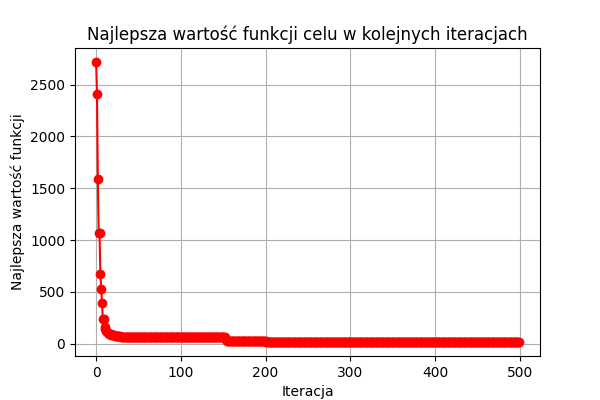 Najlepsza wartość funkcji celu w kolejnych iteracjach
Najlepsza wartość funkcji
2500
2000
1500
1000
500
0
0 100 200 300 400 500
Iteracja